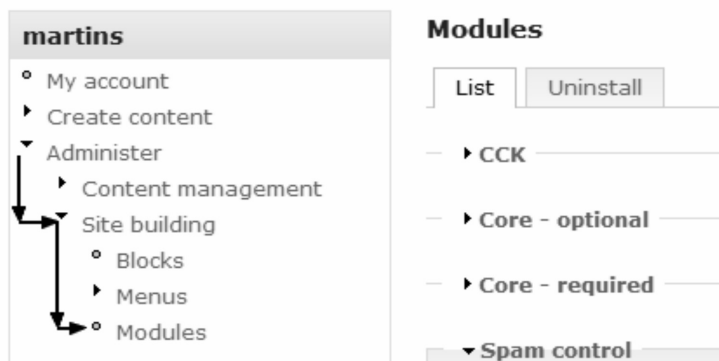 martins
My account
Create content
Administer
Content management
Site building
Blocks
Menus
Modules
Modules
List
Uninstall
CCK
Core - optional
Core - required
Spam control